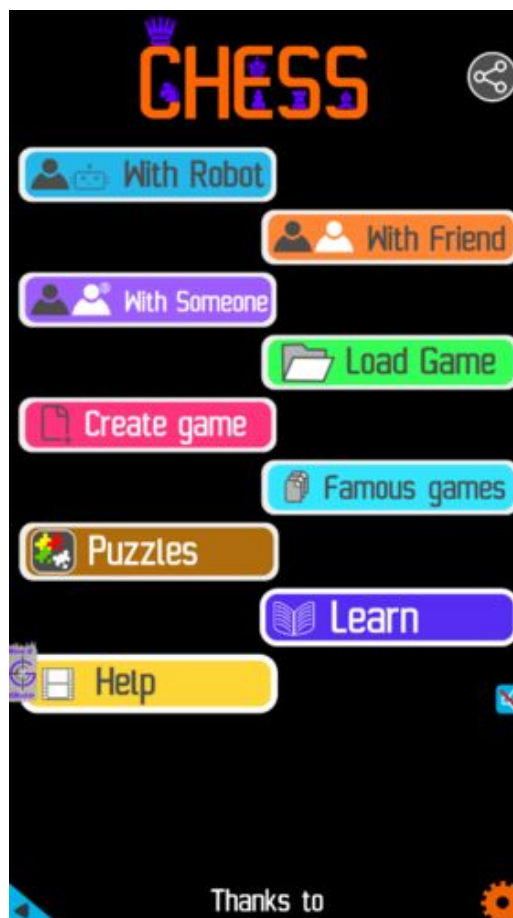 CHESS
With Robot
With Friend
With Someone
Load Game
Create game
Famous games
Puzzles
Learn
Help
Thanks to